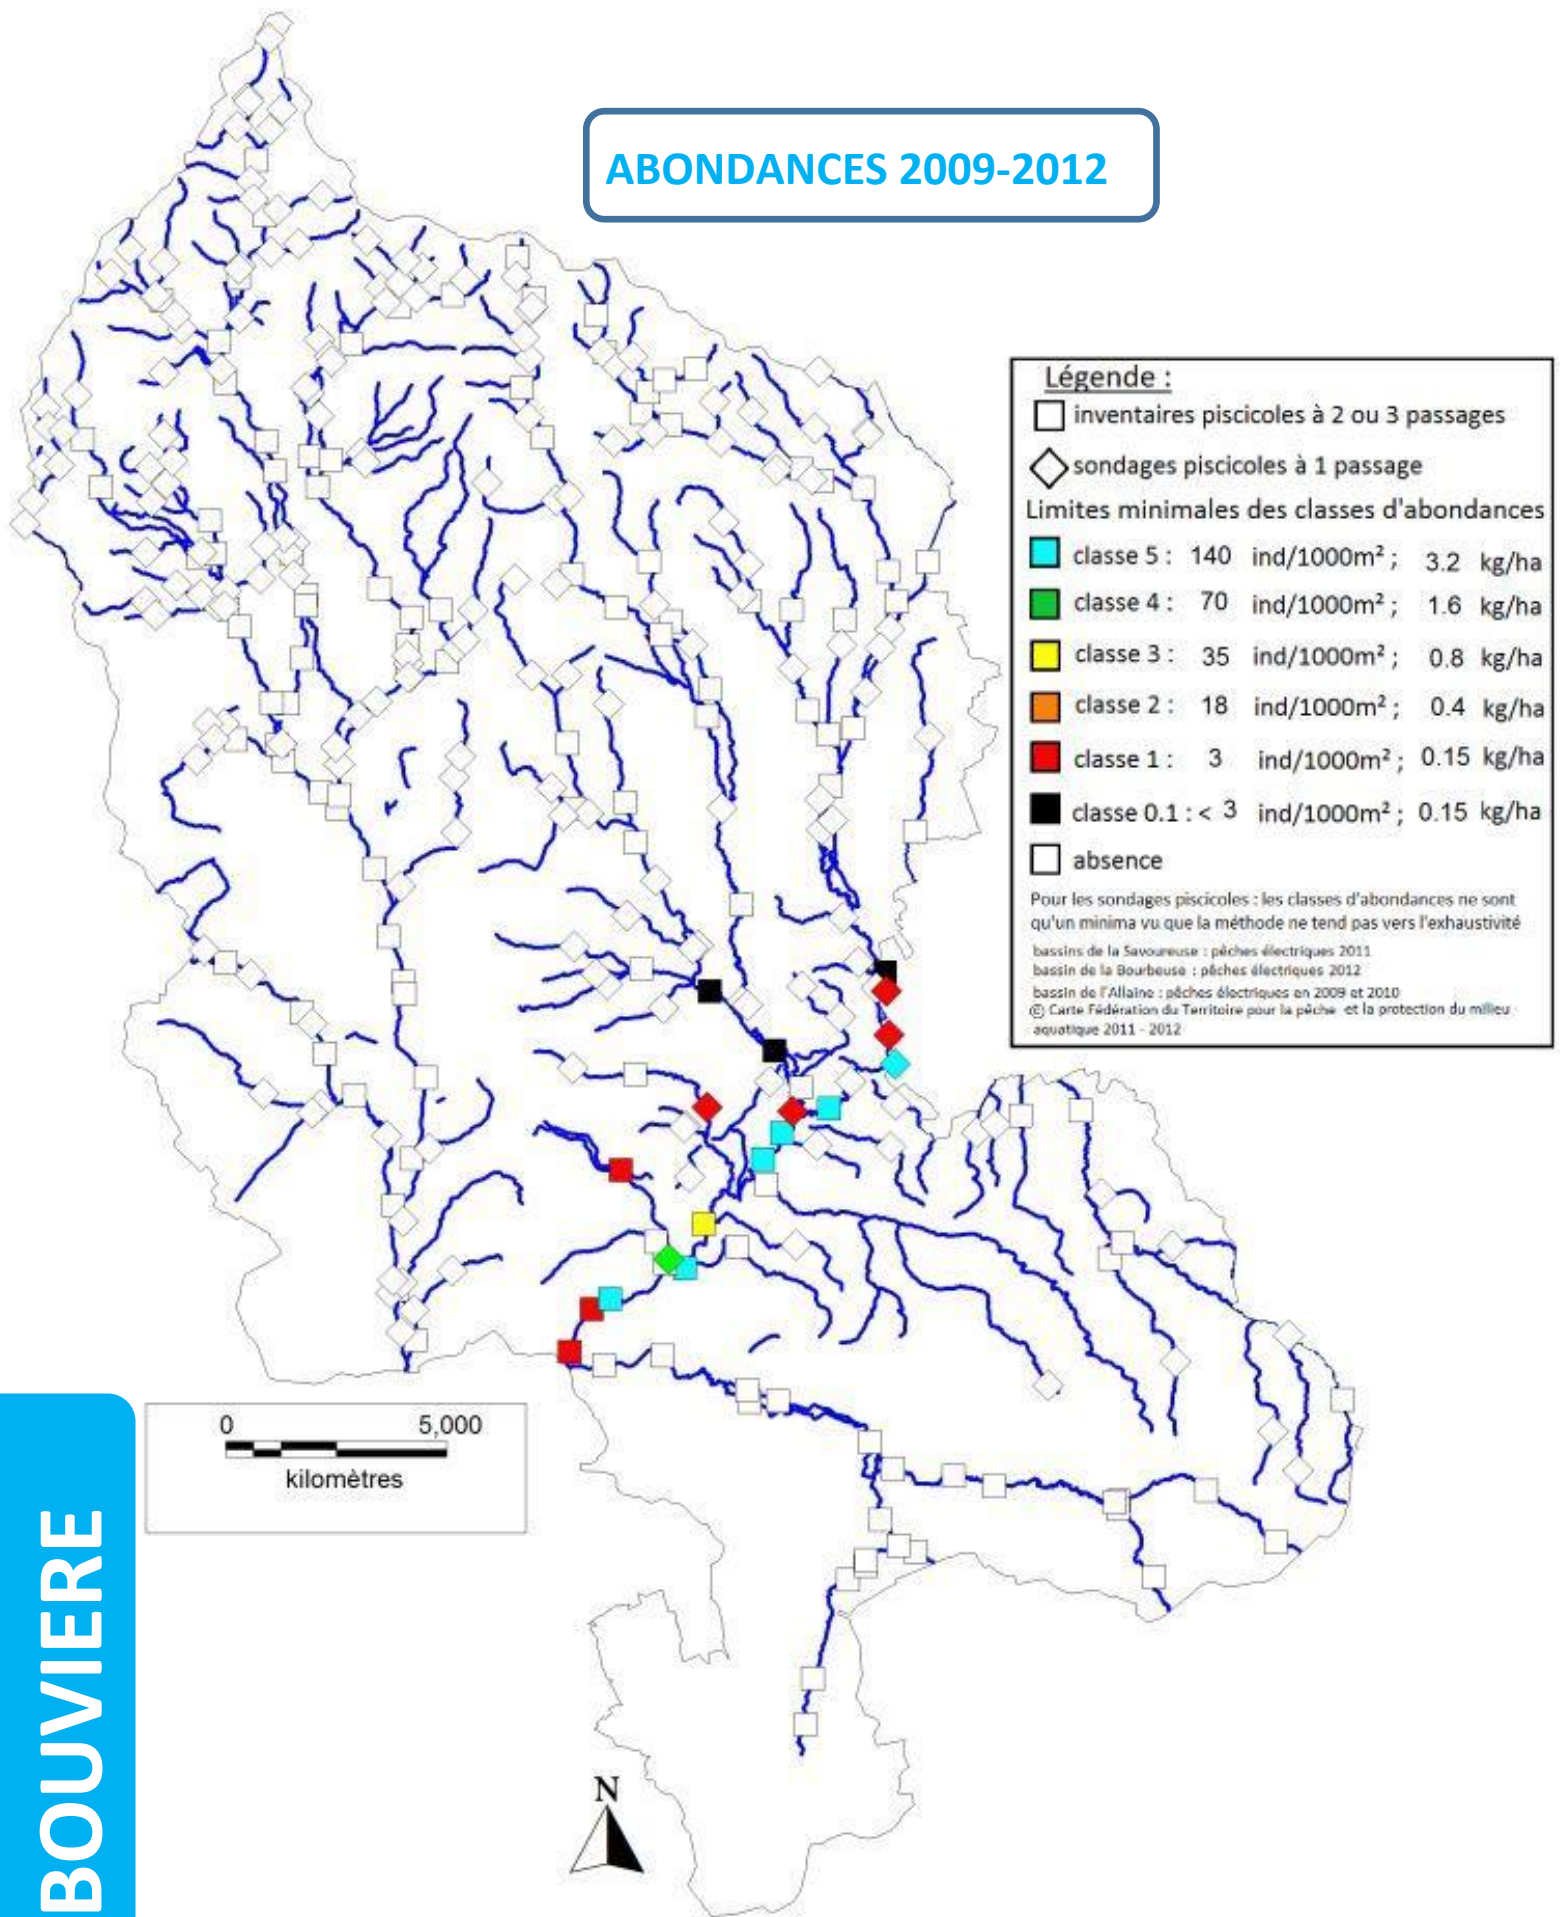 ABONDANCES 2009-2012
Légende :
inventaires piscicoles à 2 ou 3 passages
sondages piscicoles à 1 passage
Limites minimales des classes d'abondances
classe 5 : 140 ind/1000m² ; 3.2 kg/ha
classe 4 : 70 ind/1000m² ; 1.6 kg/ha
classe 3 : 35 ind/1000m² ; 0.8 kg/ha
classe 2 : 18 ind/1000m² ; 0.4 kg/ha
classe 1 : 3 ind/1000m² ; 0.15 kg/ha
classe 0.1 : < 3 ind/1000m² ; 0.15 kg/ha
absence
Pour les sondages piscicoles : les classes d'abondances ne sont
qu'un minima vu que la méthode ne tend pas vers l'exhaustivité
bassins de la Savoureuse : pêches électriques 2011
bassin de la Bourbeuse : pêches électriques 2012
bassin de l'Allaine : pêches électriques en 2009 et 2010
© Carte Fédération du Territoire pour la pêche et la protection du milieu
aquatique 2011 - 2012
0 5,000
kilomètres
BOUVIERE
N